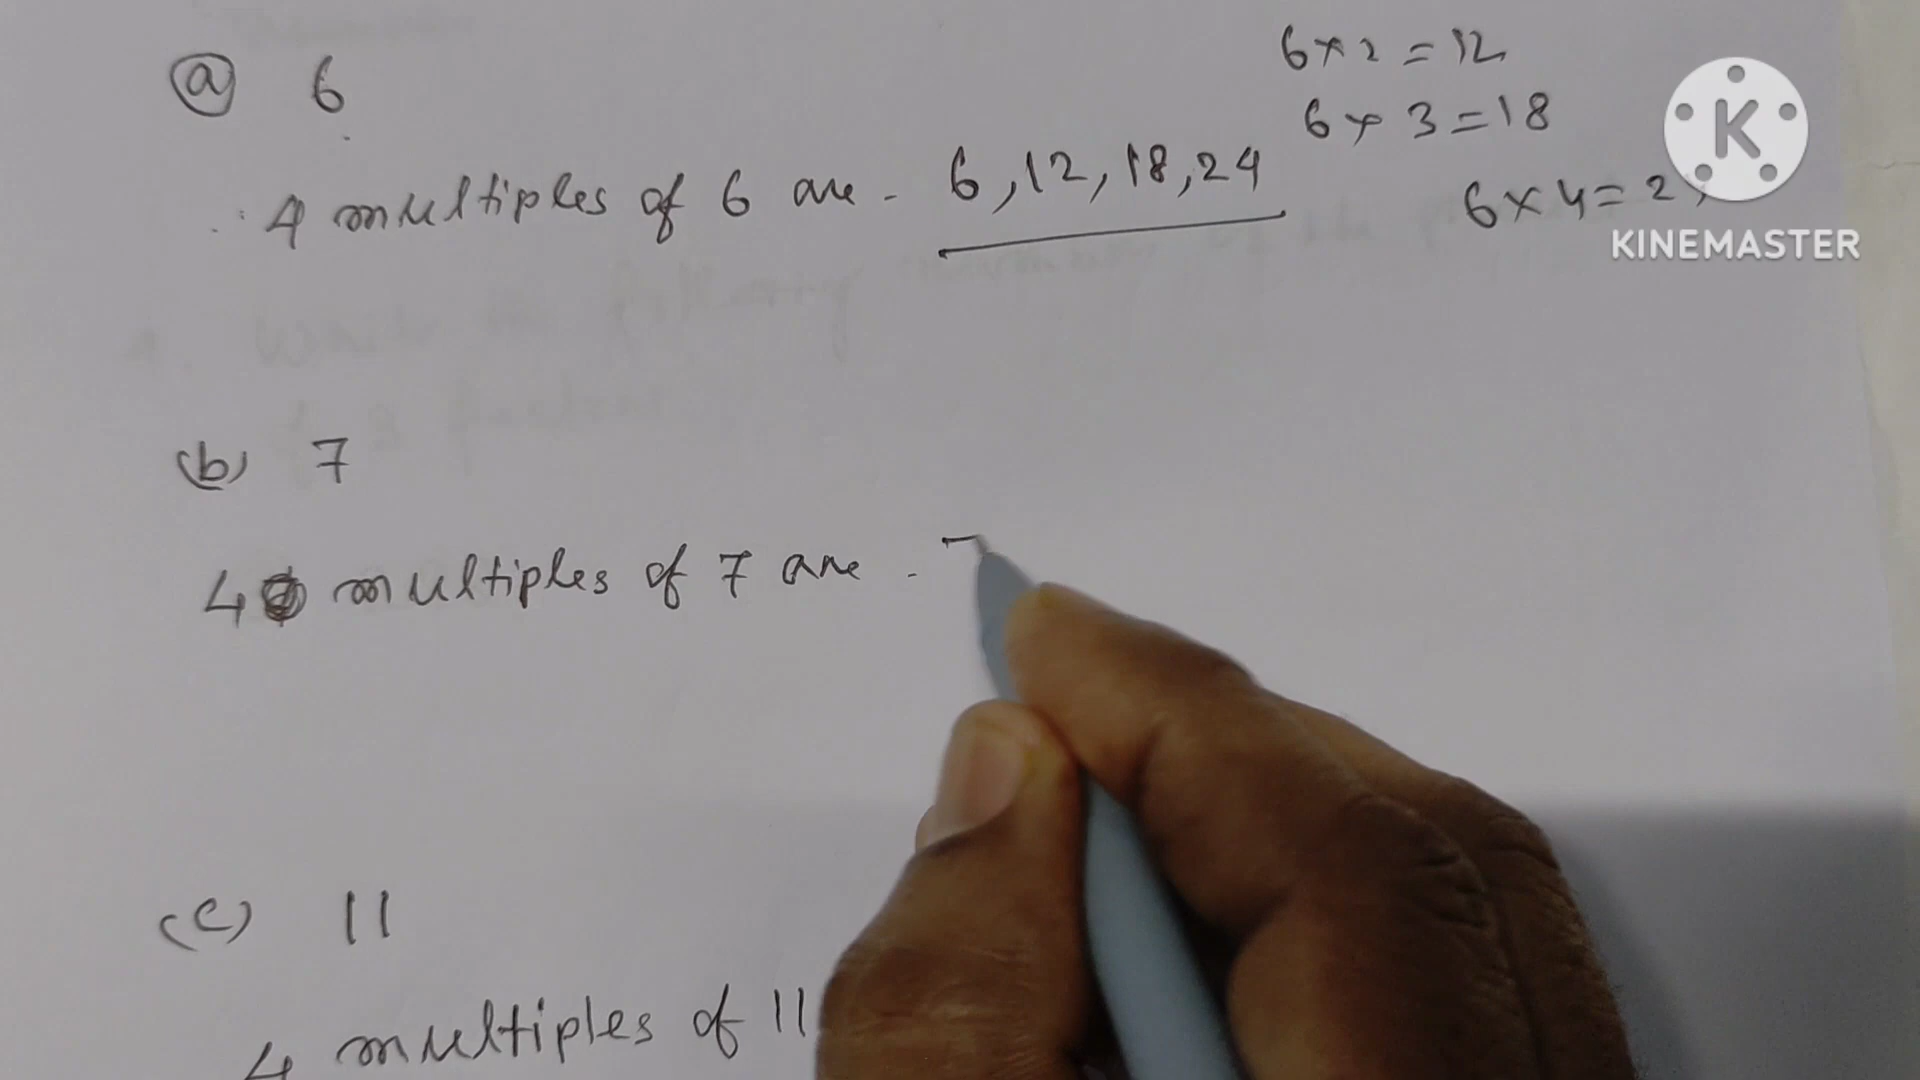 6 × 2 = 12
(a) 6
6 × 3 = 18
4 multiples of 6 are - 6, 12, 18, 24
6 × 4 = 2
K
KINEMASTER
(b) 7
4 multiples of 7 are - 7
(c) 11
4 multiples of 11